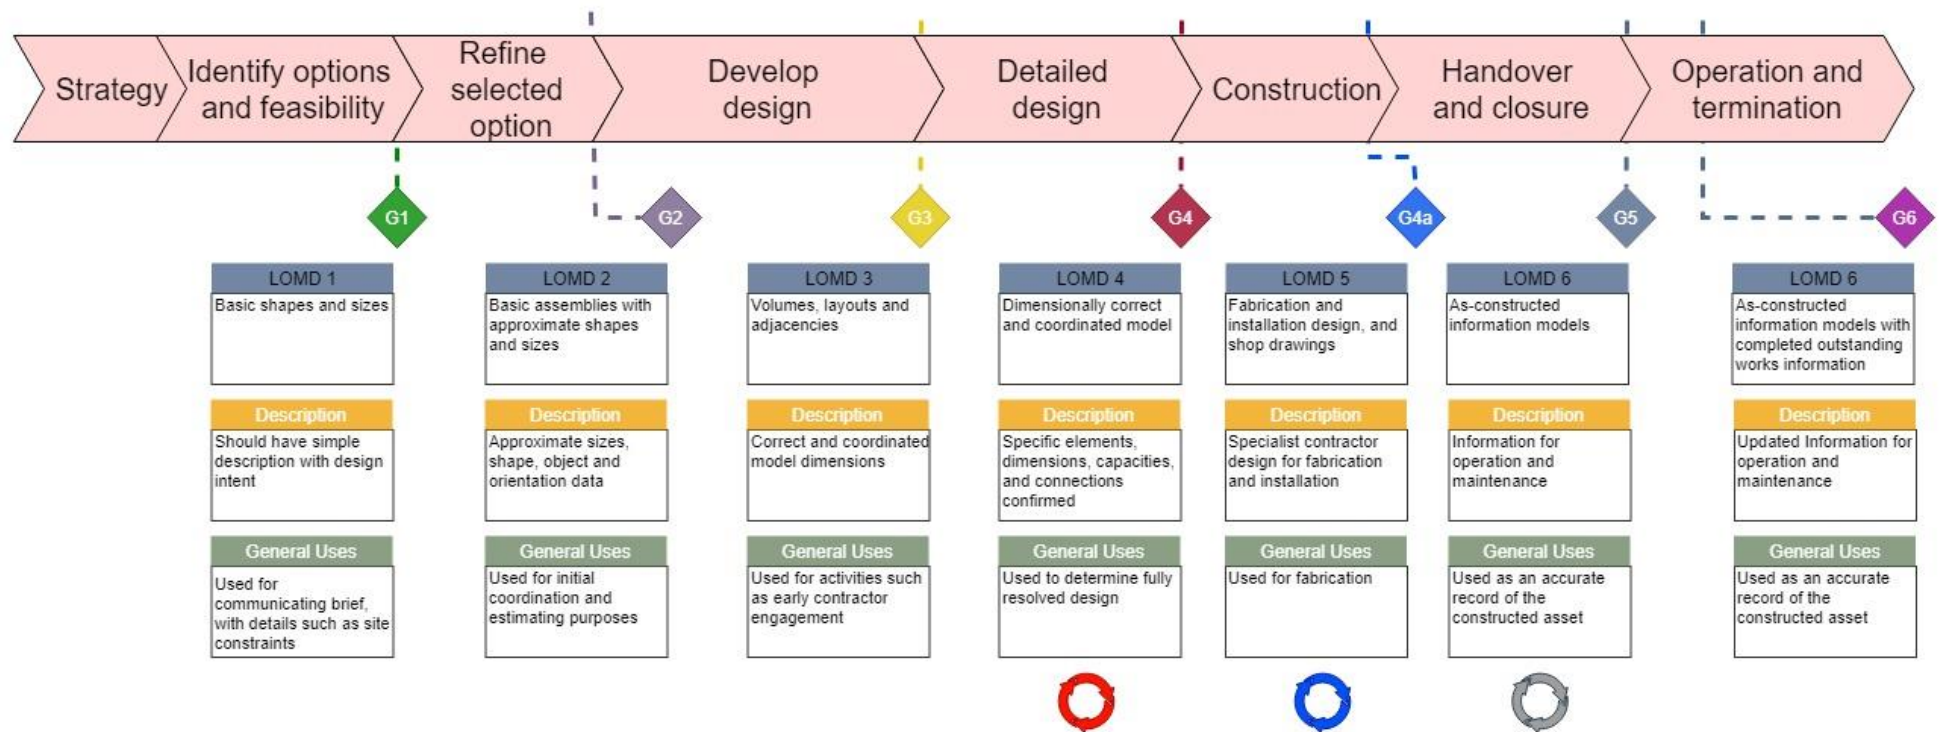 Strategy
Identify options
and feasibility
Refine
selected
option
Develop
design
Detailed
design
Construction
Handover
and closure
Operation and
termination
G1
G2
G3
G4
G4a
G5
G6
LOMD 1
Basic shapes and sizes
LOMD 2
Basic assemblies with
approximate shapes
and sizes
LOMD 3
Volumes, layouts and
adjacencies
LOMD 4
Dimensionally correct
and coordinated model
LOMD 5
Fabrication and
installation design, and
shop drawings
LOMD 6
As-constructed
information models
LOMD 6
As-constructed
information models with
completed outstanding
works information
Description
Should have simple
description with design
intent
Description
Approximate sizes,
shape, object and
orientation data
Description
Correct and coordinated
model dimensions
Description
Specific elements,
dimensions, capacities,
and connections
confirmed
Description
Specialist contractor
design for fabrication
and installation
Description
Information for
operation and
maintenance
Description
Updated Information for
operation and
maintenance
General Uses
Used for
communicating brief,
with details such as site
constraints
General Uses
Used for initial
coordination and
estimating purposes
General Uses
Used for activities such
as early contractor
engagement
General Uses
Used to determine fully
resolved design
General Uses
Used for fabrication
General Uses
Used as an accurate
record of the
constructed asset
General Uses
Used as an accurate
record of the
constructed asset